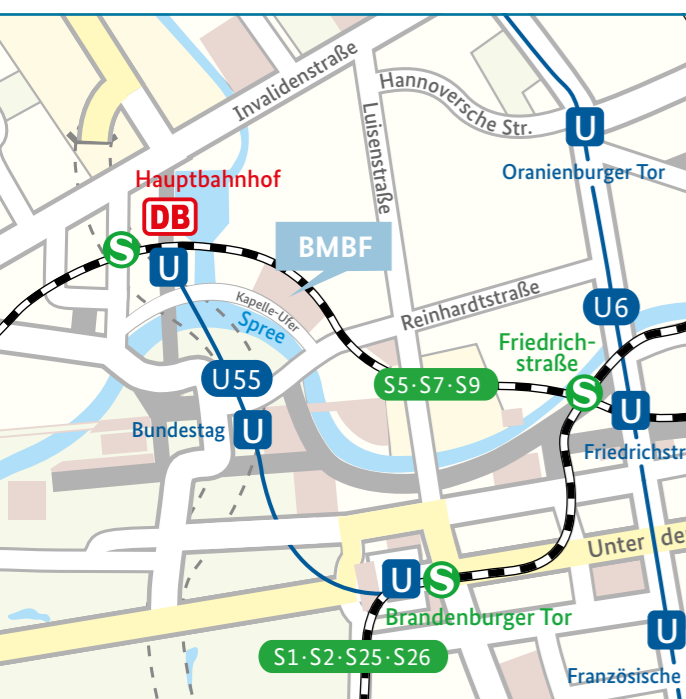 Invalidenstraße
Hannoversche Str.
Luisenstraße
U
Oranienburger Tor
Hauptbahnhof
DB
S
U
BMBF
Kapelle-Ufer
Spree
Reinhardtstraße
U6
Friedrich-
straße
S
U55
S5·S7·S9
U
Friedrichstr
Bundestag
U
Unter de
U
S
Brandenburger Tor
U
S1·S2·S25·S26
Französische